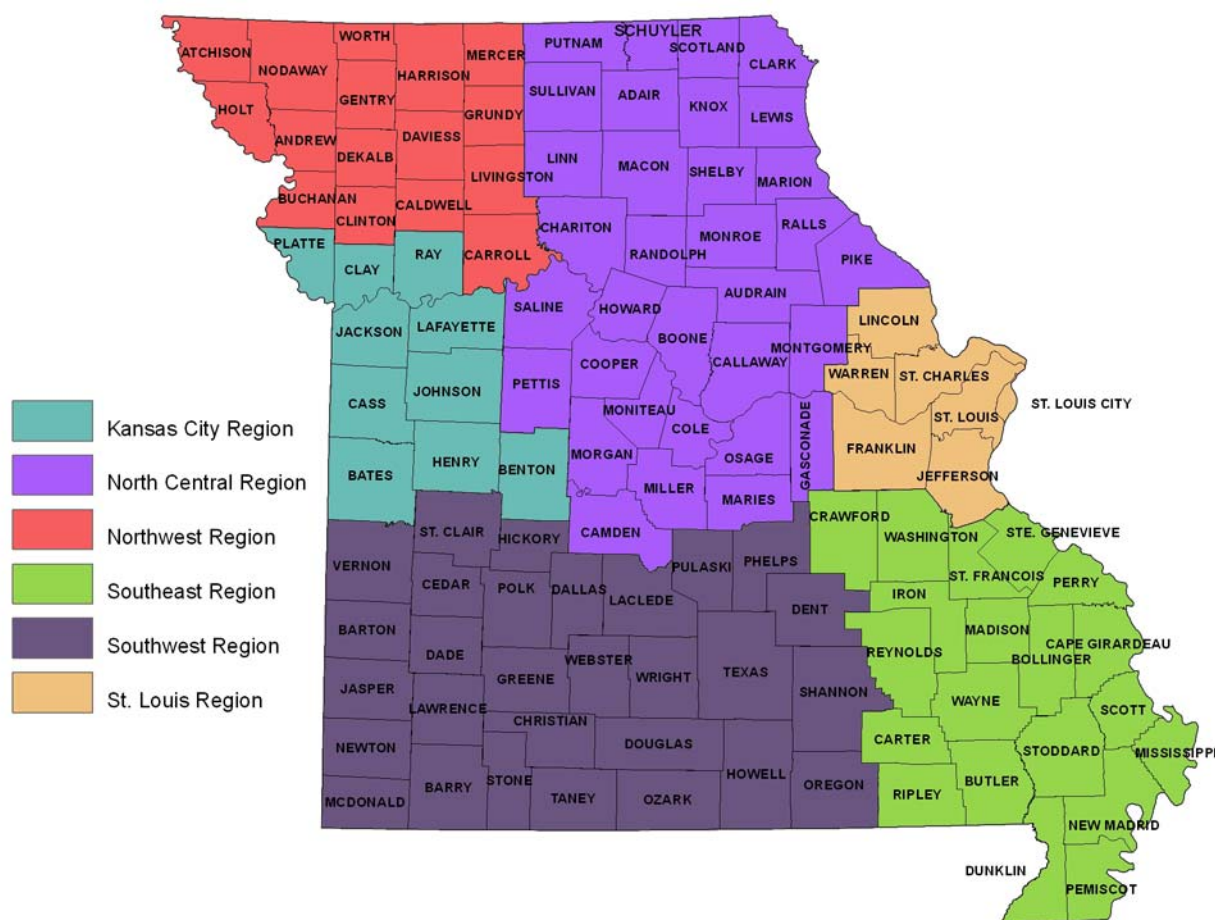 SCHUYLER
WORTH
PUTNAM
SCOTLAND
ATCHISON
MERCER
CLARK
NODAWAY
HARRISON
SULLIVAN
ADAIR
KNOX
LEWIS
HOLT
GENTRY
GRUNDY
ANDREW
DAVIESS
DEKALB
LINN
MACON
SHELBY
MARION
LIVINGSTON
BUCHANAN
CALDWELL
CLINTON
CHARITON
RALLS
PLATTE
MONROE
RANDOLPH
RAY
CARROLL
PIKE
CLAY
AUDRAIN
SALINE
HOWARD
LINCOLN
JACKSON
LAFAYETTE
BOONE
MONTGOMERY
CALLAWAY
COOPER
WARREN
ST. CHARLES
PETTIS
JOHNSON
CASS
ST. LOUIS CITY
MONITEAU
ST. LOUIS
COLE
GASCONADE
FRANKLIN
MORGAN
OSAGE
HENRY
BENTON
BATES
JEFFERSON
MILLER
MARIES
CRAWFORD
ST. CLAIR
CAMDEN
HICKORY
WASHINGTON
STE. GENEVIEVE
PHELPS
PULASKI
VERNON
ST. FRANCOIS
PERRY
CEDAR
POLK
DALLAS
LACLEDE
IRON
DENT
BARTON
MADISON
CAPE GIRARDEAU
REYNOLDS
DADE
WEBSTER
BOLLINGER
GREENE
WRIGHT
TEXAS
JASPER
SHANNON
WAYNE
LAWRENCE
SCOTT
CHRISTIAN
CARTER
DOUGLAS
NEWTON
STODDARD
MISSISSIPPI
HOWELL
STONE
BARRY
OREGON
BUTLER
RIPLEY
MCDONALD
TANEY
OZARK
NEW MADRID
DUNKLIN
PEMISCOT
Kansas City Region
North Central Region
Northwest Region
Southeast Region
Southwest Region
St. Louis Region